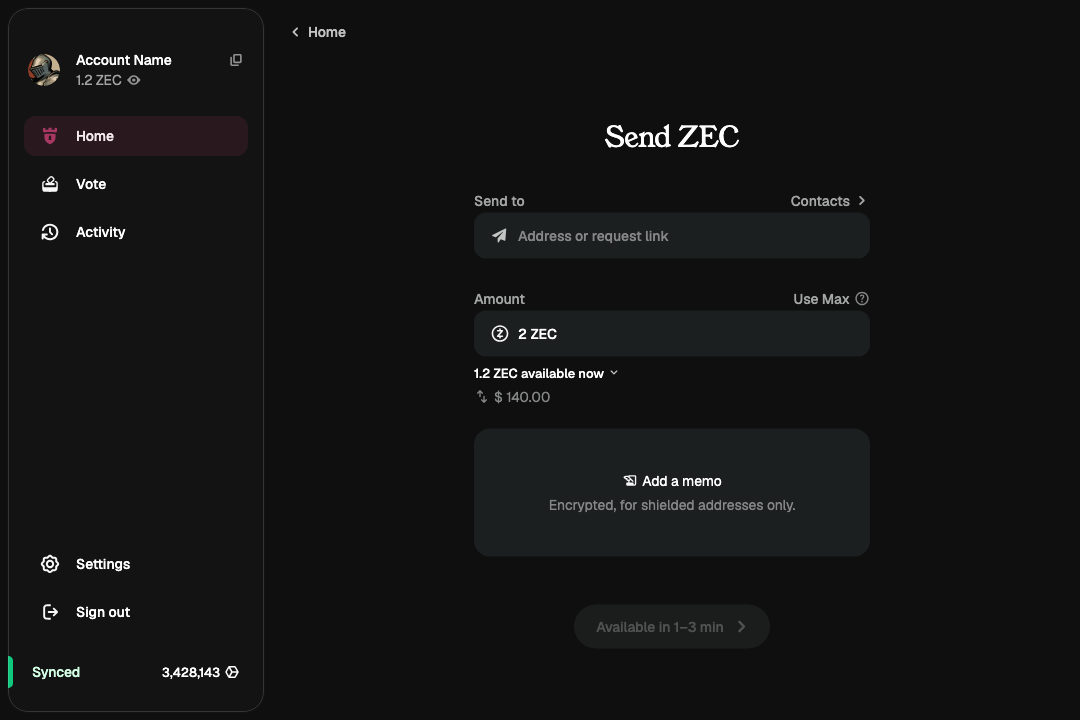 Account Name
1.2 ZEC
Home
Vote
Activity
Settings
Sign out
Synced
3,428,143
Home
Send ZEC
Send to
Contacts
Address or request link
Amount
Use Max
2 ZEC
1.2 ZEC available now
$ 140.00
Add a memo
Encrypted, for shielded addresses only.
Available in 1–3 min